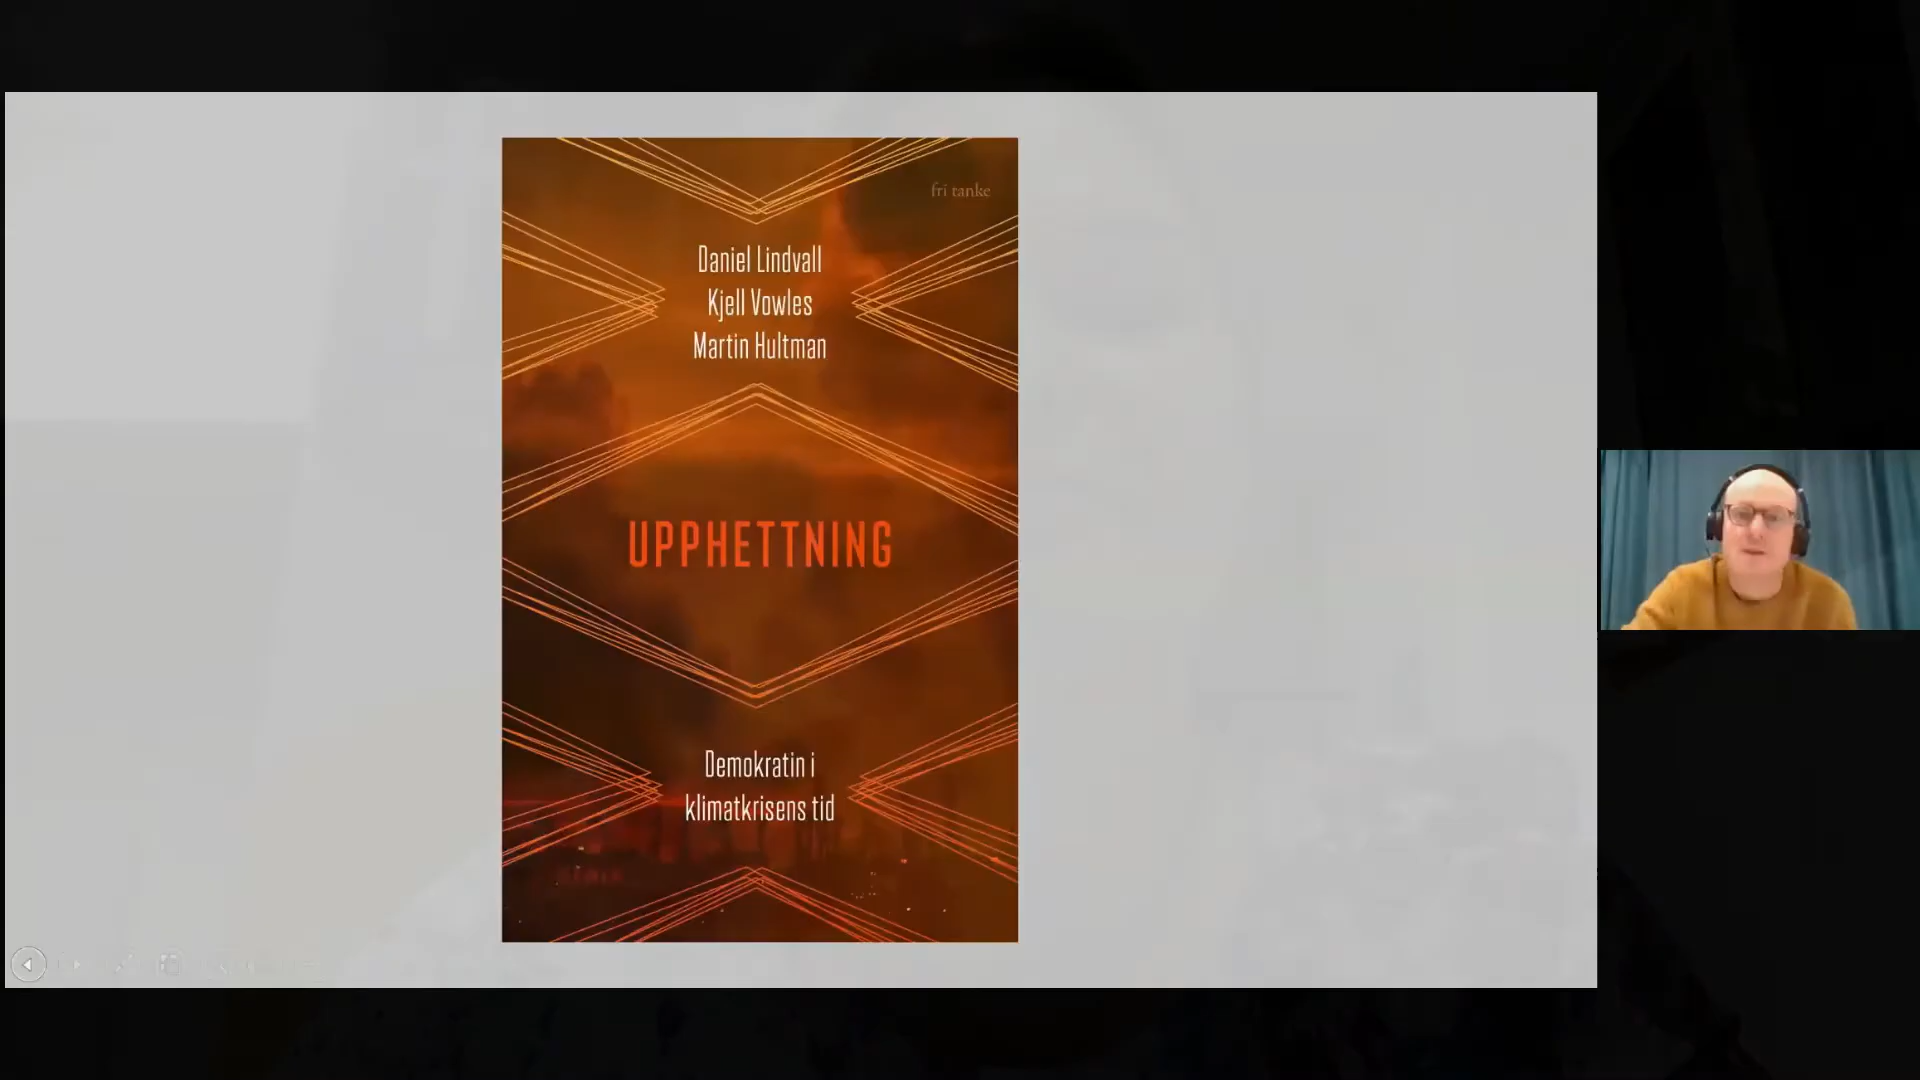 fri tanke
Daniel Lindvall
Kjell Vowles
Martin Hultman
UPPHETTNING
Demokratin i
klimatkrisens tid